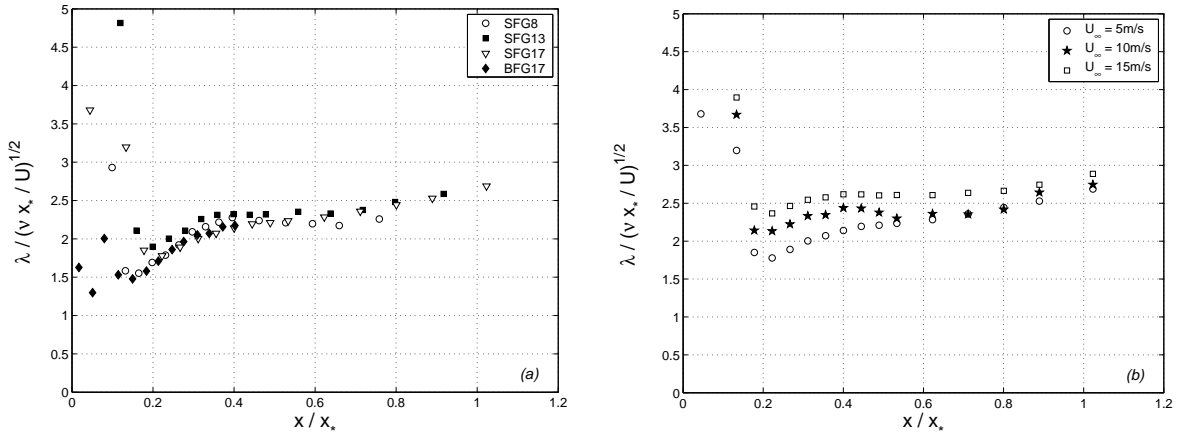 5
4.5
4
3.5
3
2.5
2
1.5
1
0.5
0
0 0.2 0.4 0.6 0.8 1 1.2
λ / (ν x* / U)^1/2
x / x*
SFG8
SFG13
SFG17
BFG17
(a)
5
4.5
4
3.5
3
2.5
2
1.5
1
0.5
0
0 0.2 0.4 0.6 0.8 1 1.2
λ / (ν x* / U)^1/2
x / x*
U∞ = 5m/s
U∞ = 10m/s
U∞ = 15m/s
(b)